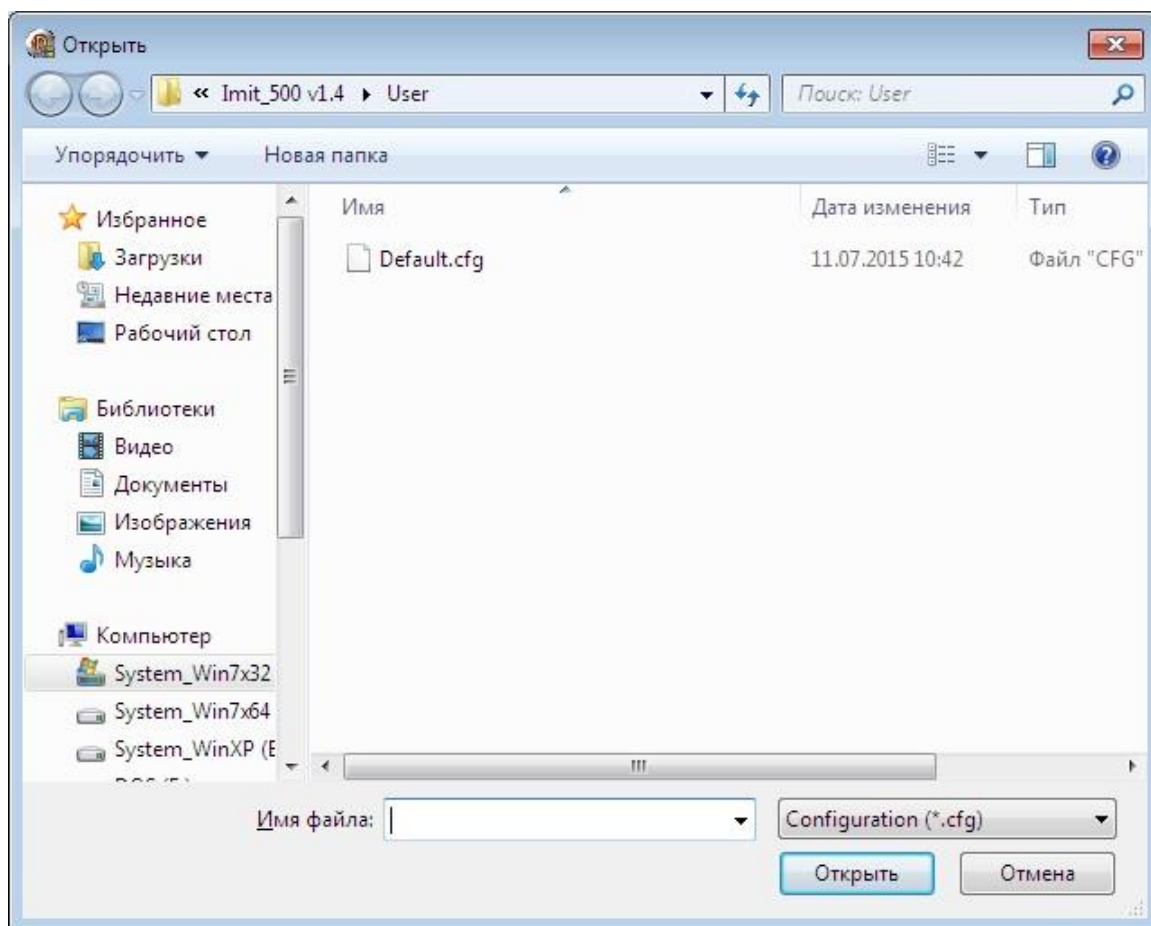 Открыть
« Imit_500 v1.4 ▸ User
Поиск: User
Упорядочить
Новая папка
Избранное
Загрузки
Недавние места
Рабочий стол
Библиотеки
Видео
Документы
Изображения
Музыка
Компьютер
System_Win7x32
System_Win7x64
System_WinXP (E
Имя
Дата изменения
Тип
Default.cfg
11.07.2015 10:42
Файл "CFG"
Имя файла:
Configuration (*.cfg)
Открыть
Отмена